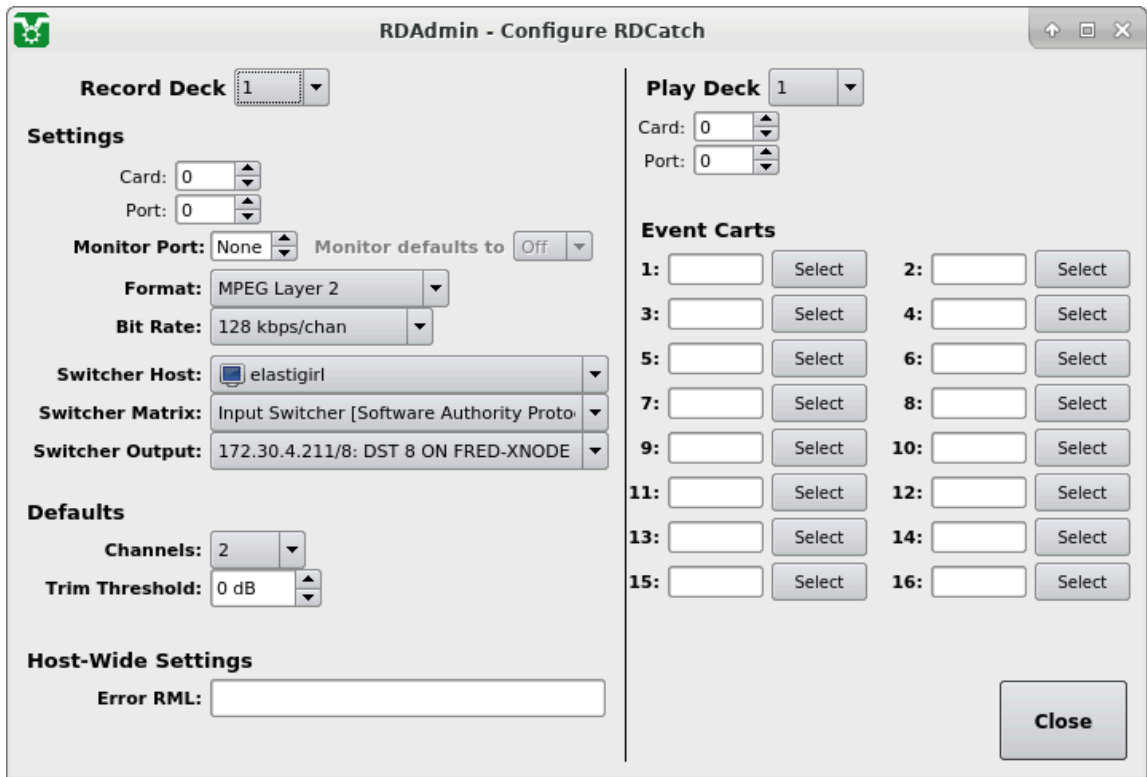 RDAdmin - Configure RDCatch
Record Deck 1
Settings
Card: 0
Port: 0
Monitor Port: None Monitor defaults to Off
Format: MPEG Layer 2
Bit Rate: 128 kbps/chan
Switcher Host: elastigirl
Switcher Matrix: Input Switcher [Software Authority Proto
Switcher Output: 172.30.4.211/8: DST 8 ON FRED-XNODE
Defaults
Channels: 2
Trim Threshold: 0 dB
Host-Wide Settings
Error RML:
Play Deck 1
Card: 0
Port: 0
Event Carts
1: Select 2: Select
3: Select 4: Select
5: Select 6: Select
7: Select 8: Select
9: Select 10: Select
11: Select 12: Select
13: Select 14: Select
15: Select 16: Select
Close